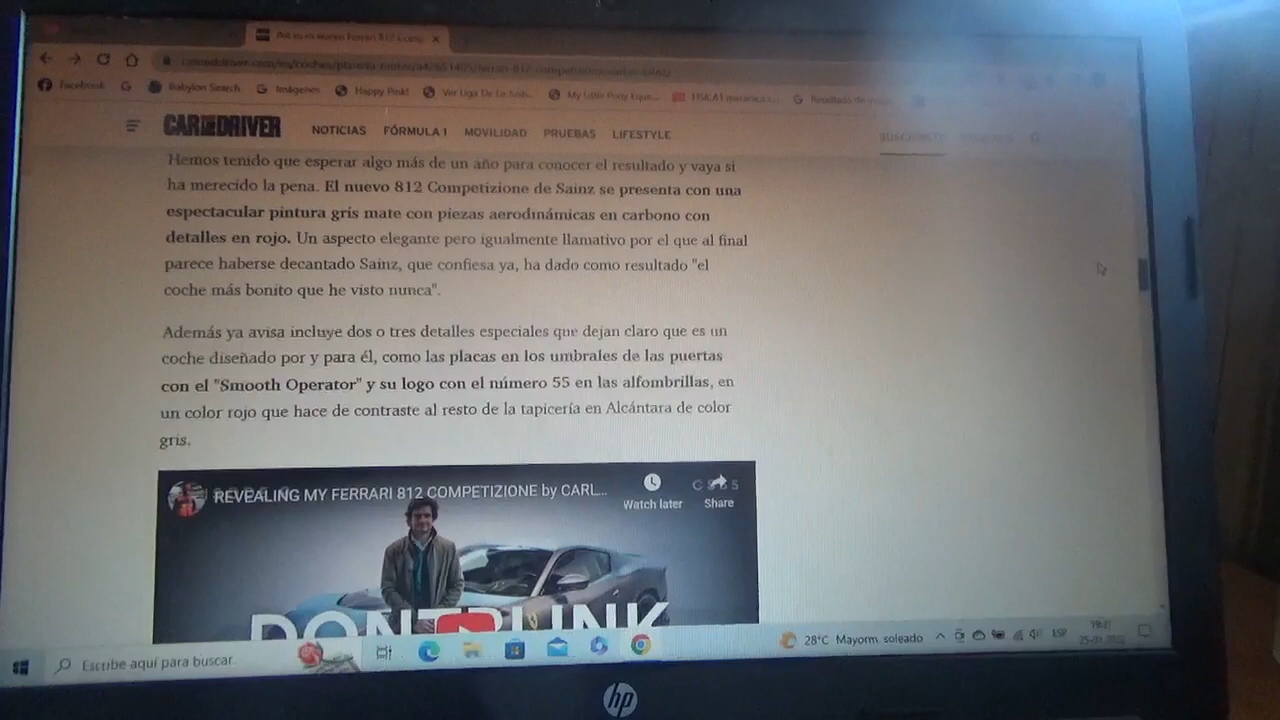 Facebook
Babylon Search
Imágenes
Happy Pink!
Ver Liga De La Justi...
My Little Pony Eque...
CAR AND DRIVER
NOTICIAS FÓRMULA 1 MOVILIDAD PRUEBAS LIFESTYLE
Hemos tenido que esperar algo más de un año para conocer el resultado y vaya si
ha merecido la pena. El nuevo 812 Competizione de Sainz se presenta con una
espectacular pintura gris mate con piezas aerodinámicas en carbono con
detalles en rojo. Un aspecto elegante pero igualmente llamativo por el que al final
parece haberse decantado Sainz, que confiesa ya, ha dado como resultado "el
coche más bonito que he visto nunca".
Además ya avisa incluye dos o tres detalles especiales que dejan claro que es un
coche diseñado por y para él, como las placas en los umbrales de las puertas
con el "Smooth Operator" y su logo con el número 55 en las alfombrillas, en
un color rojo que hace de contraste al resto de la tapicería en Alcántara de color
gris.
REVEALING MY FERRARI 812 COMPETIZIONE by CARL...
Watch later
Share
DON'T BLINK
Escribe aquí para buscar
28°C Mayorm. soleado
ESP
hp